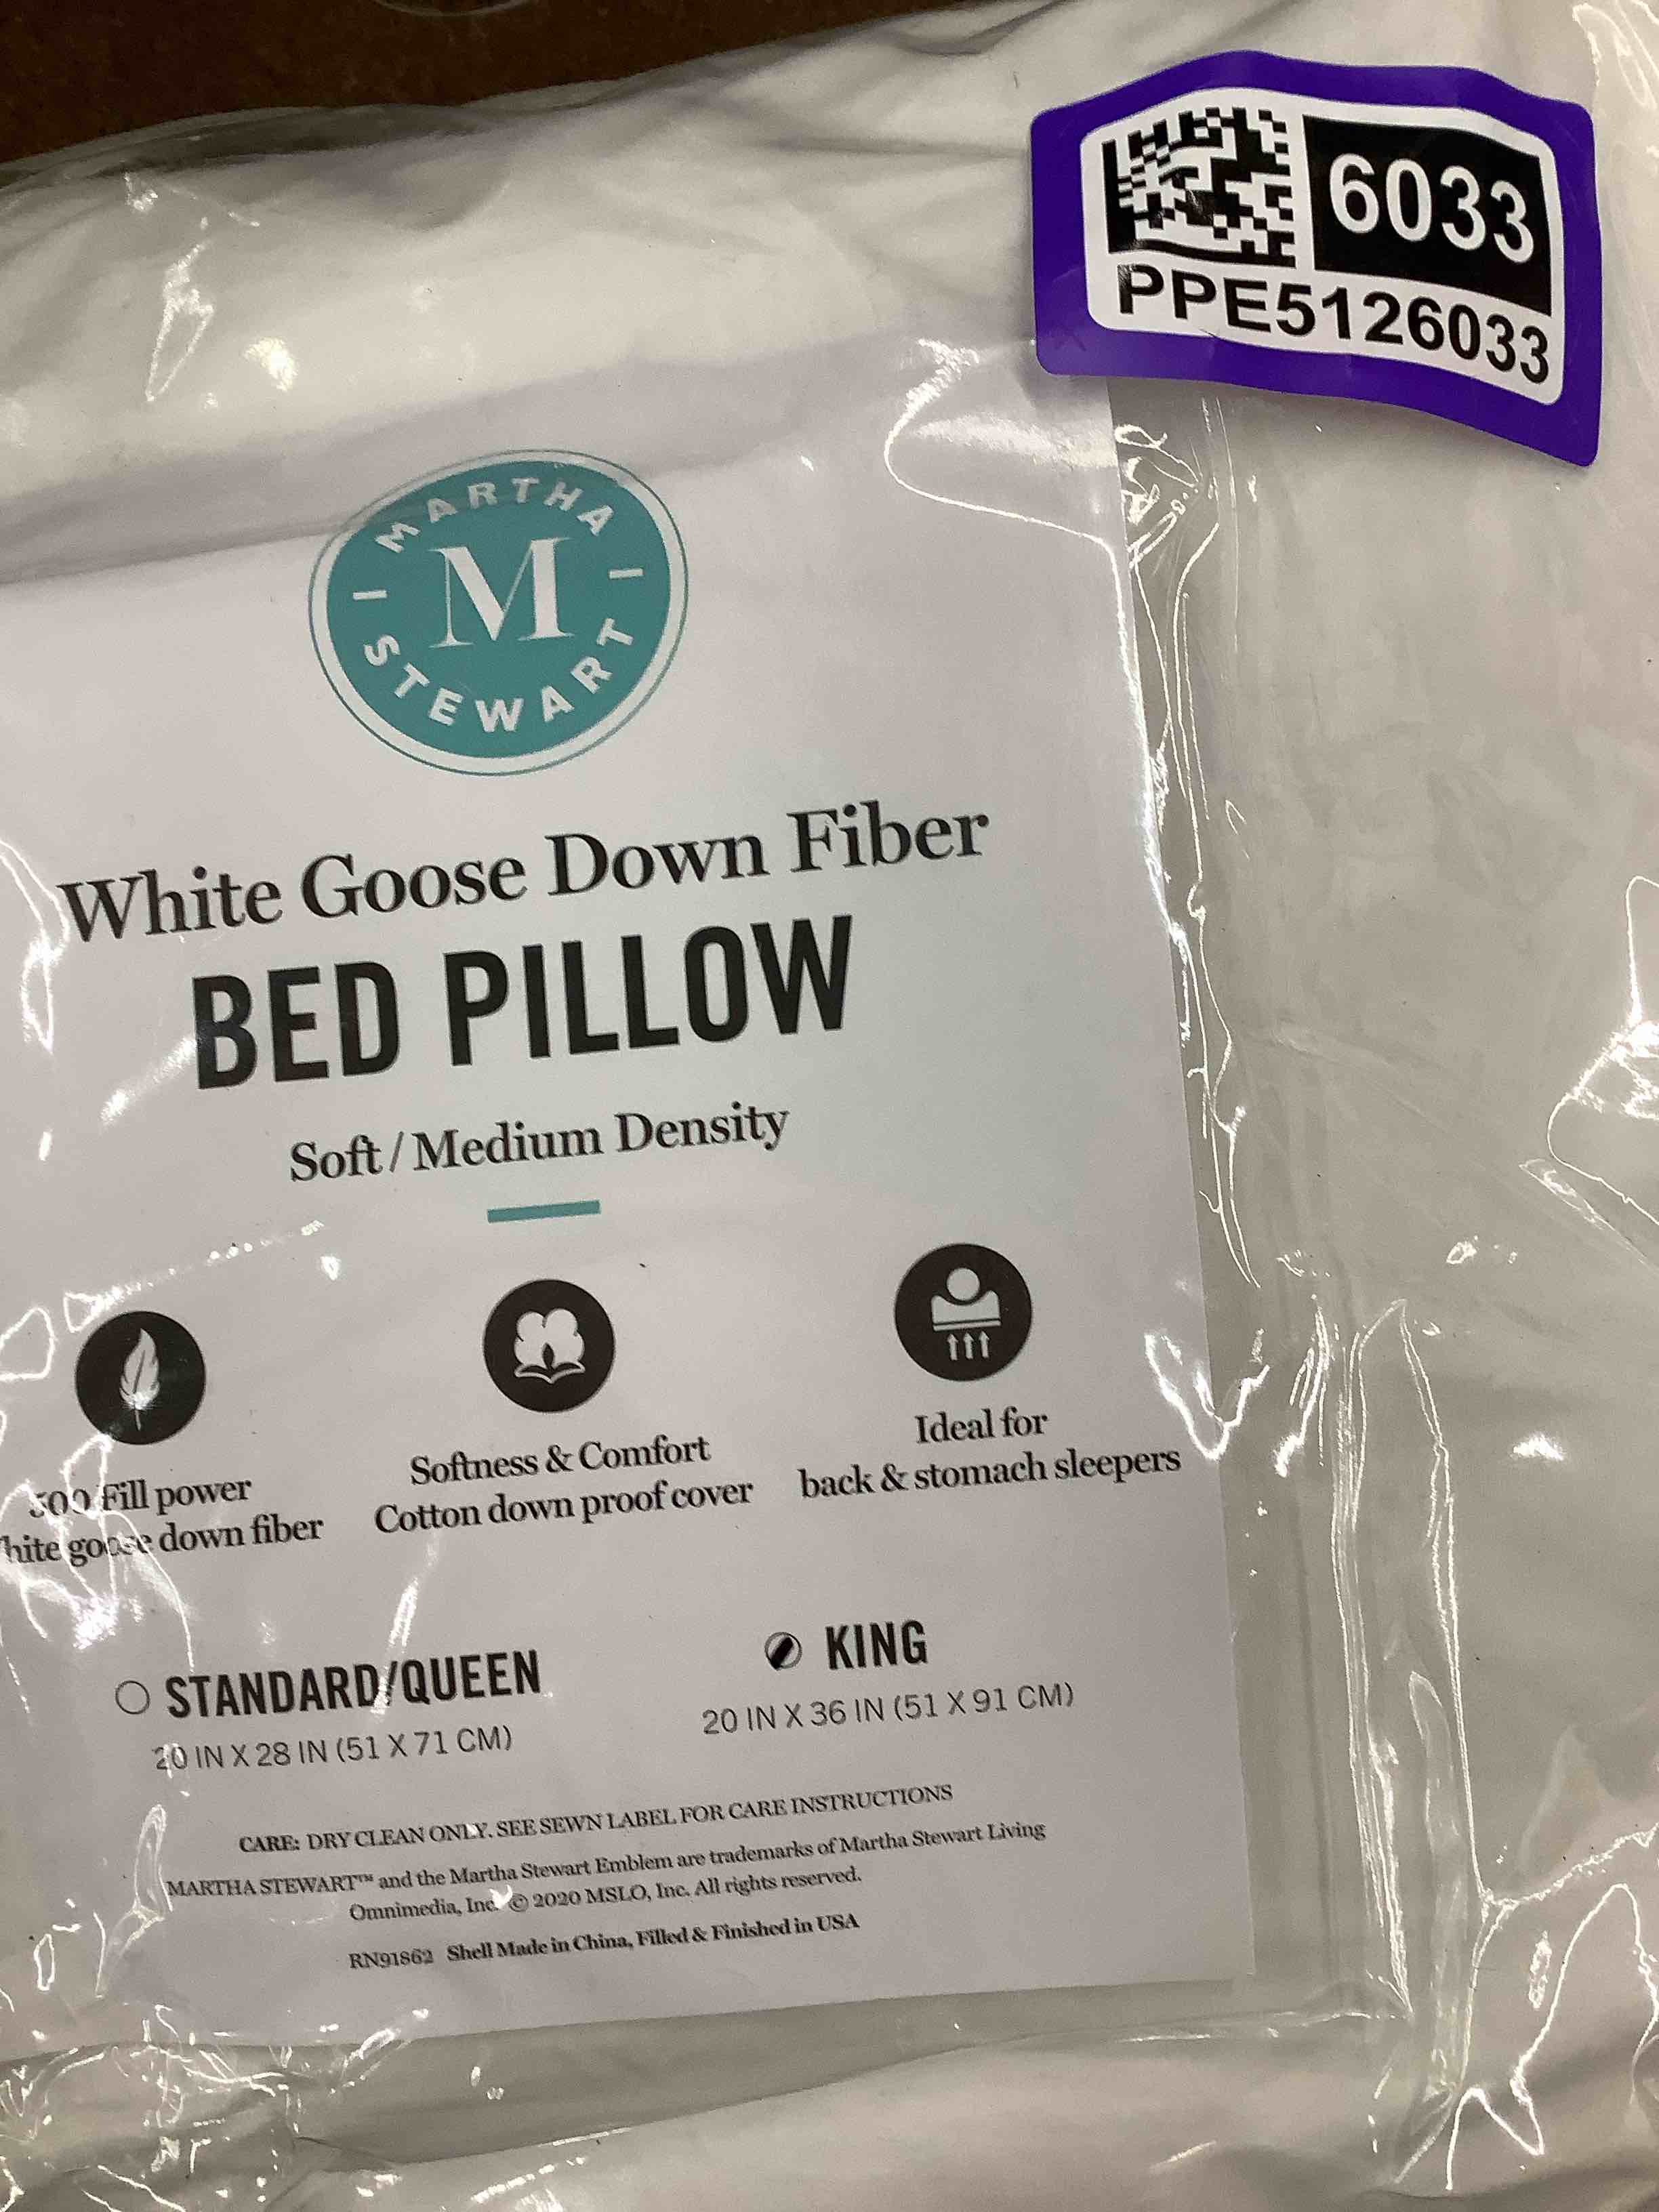 6033
PPE5126033
MARTHA
M
STEWART
White Goose Down Fiber
BED PILLOW
Soft / Medium Density
500 Fill power
hite goose down fiber
Softness & Comfort
Cotton down proof cover
Ideal for
back & stomach sleepers
STANDARD/QUEEN
20 IN X 28 IN (51 X 71 CM)
KING
20 IN X 36 IN (51 X 91 CM)
CARE: DRY CLEAN ONLY. SEE SEWN LABEL FOR CARE INSTRUCTIONS
MARTHA STEWART™ and the Martha Stewart Emblem are trademarks of Martha Stewart Living
Omnimedia, Inc. © 2020 MSLO, Inc. All rights reserved.
RN91862 Shell Made in China, Filled & Finished in USA